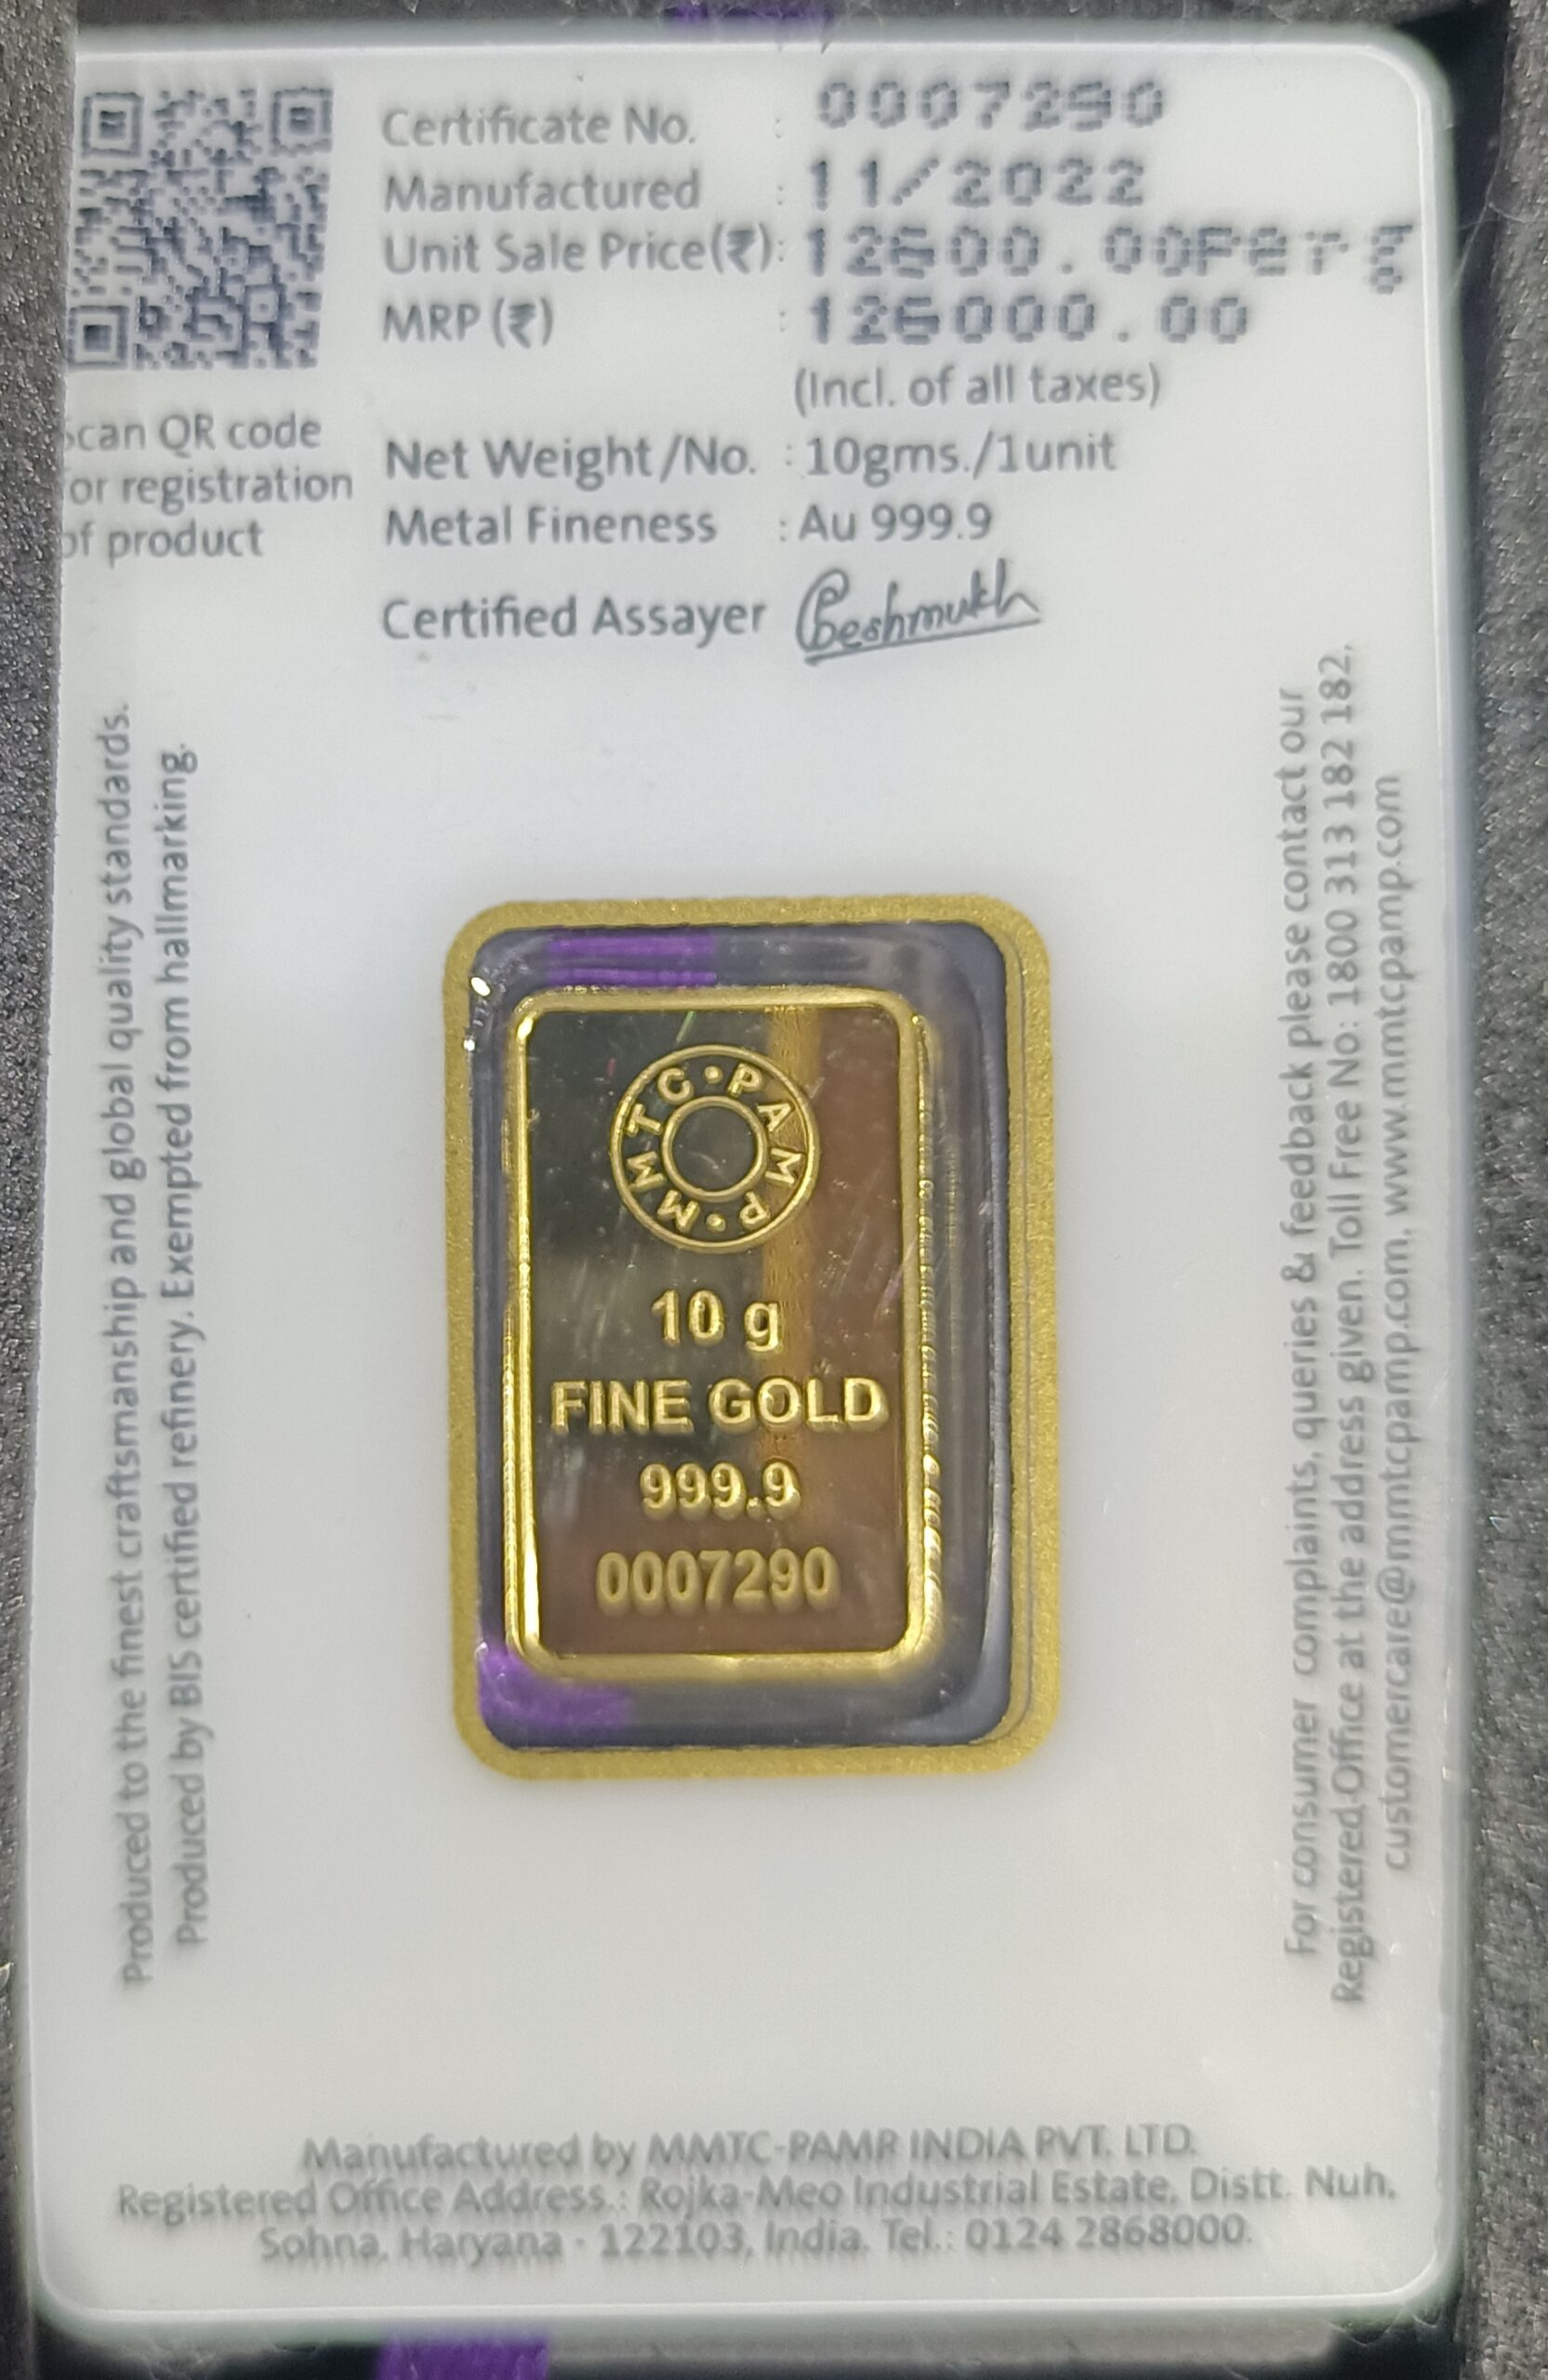 Certificate No. : 0007290
Manufactured : 11/2022
Unit Sale Price(₹): 12600.00Per g
MRP (₹) : 126000.00
(Incl. of all taxes)
Net Weight /No. : 10gms./1unit
Metal Fineness : Au 999.9
Certified Assayer Deshmukh
scan QR code
for registration
of product
Produced to the finest craftsmanship and global quality standards.
Produced by BIS certified refinery. Exempted from hallmarking.
MMTC•PAMP•
10 g
FINE GOLD
999.9
0007290
For consumer complaints, queries & feedback please contact our
Registered Office at the address given. Toll Free No: 1800 313 182 182,
customercare@mmtcpamp.com, www.mmtcpamp.com
Manufactured by MMTC-PAMP INDIA PVT. LTD.
Registered Office Address.: Rojka-Meo Industrial Estate, Distt. Nuh,
Sohna, Haryana - 122103, India. Tel.: 0124 2868000.